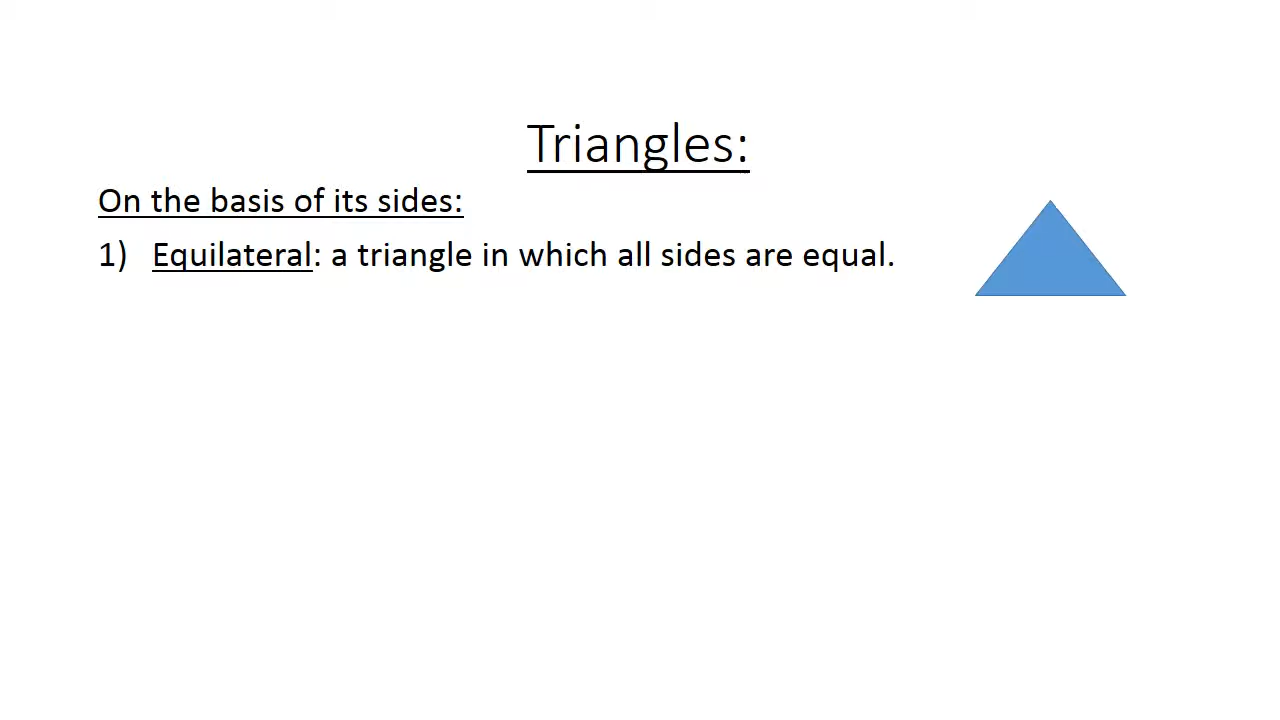 Triangles:
On the basis of its sides:
1) Equilateral: a triangle in which all sides are equal.